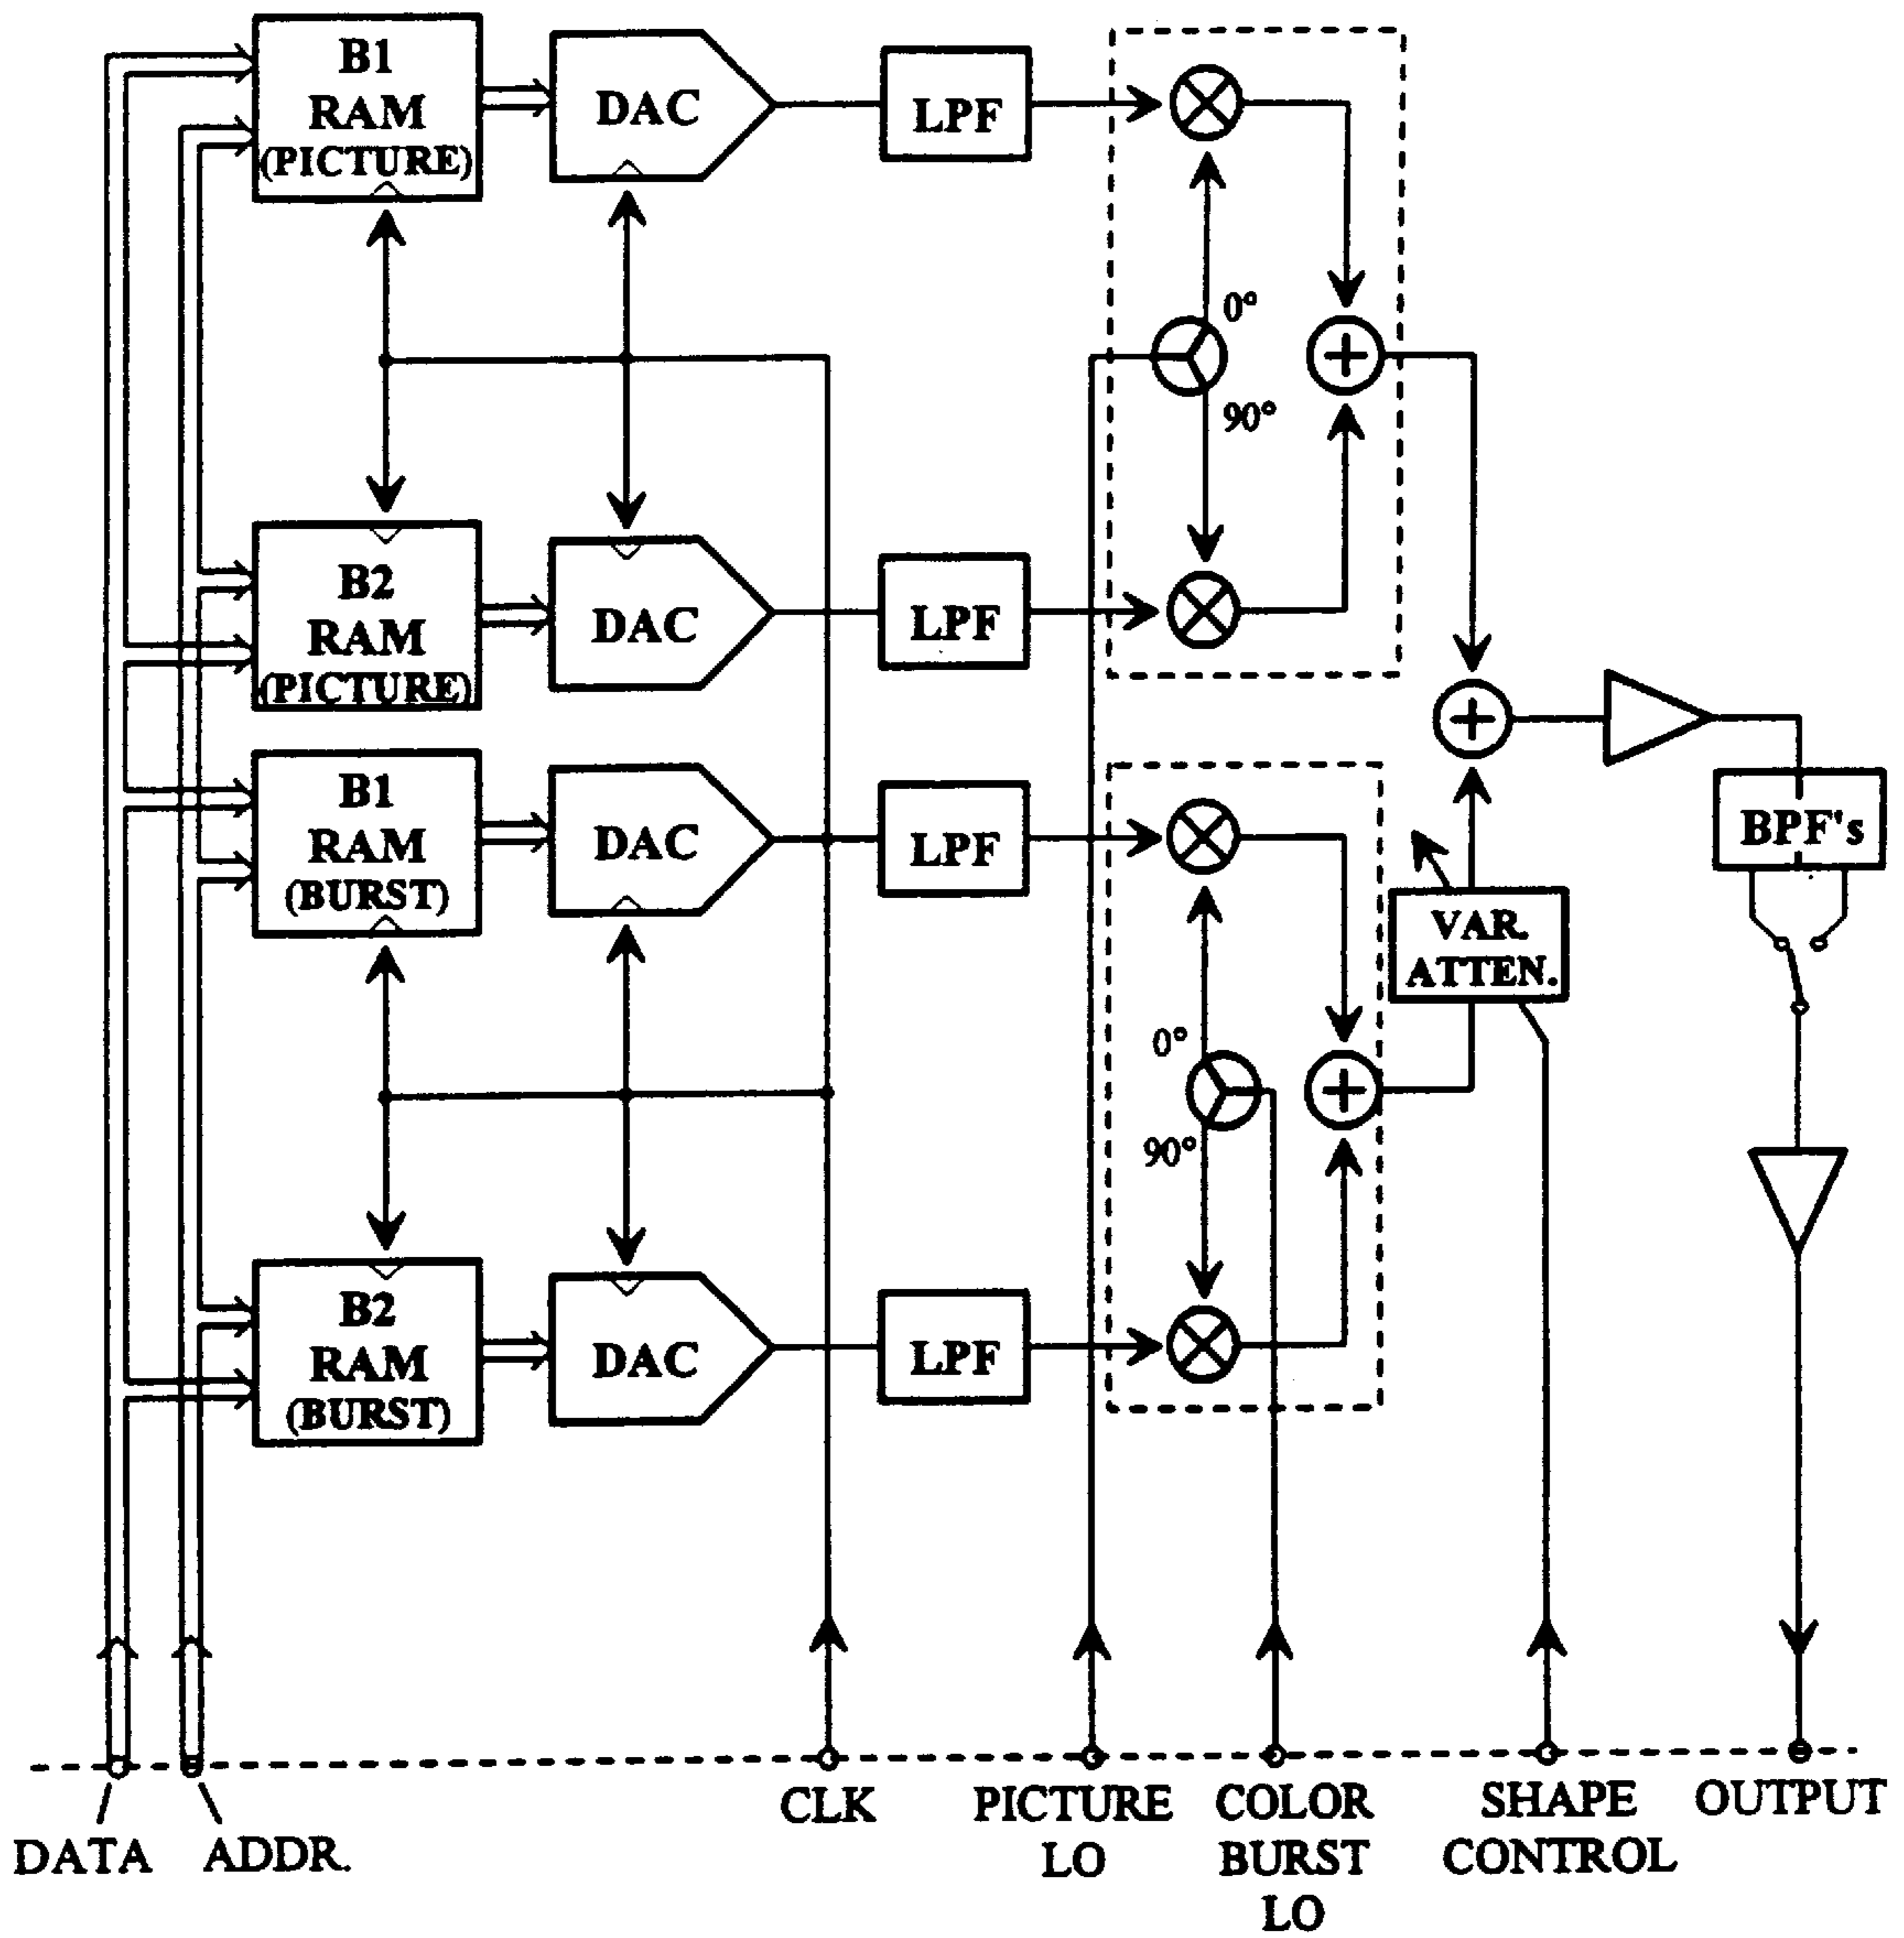 B1
RAM
(PICTURE)
DAC
LPF
0°
90°
B2
RAM
(PICTURE)
DAC
LPF
B1
RAM
(BURST)
DAC
LPF
BPF's
VAR.
ATTEN.
0°
90°
B2
RAM
(BURST)
DAC
LPF
DATA
ADDR.
CLK
PICTURE
LO
COLOR
BURST
LO
SHAPE
CONTROL
OUTPUT